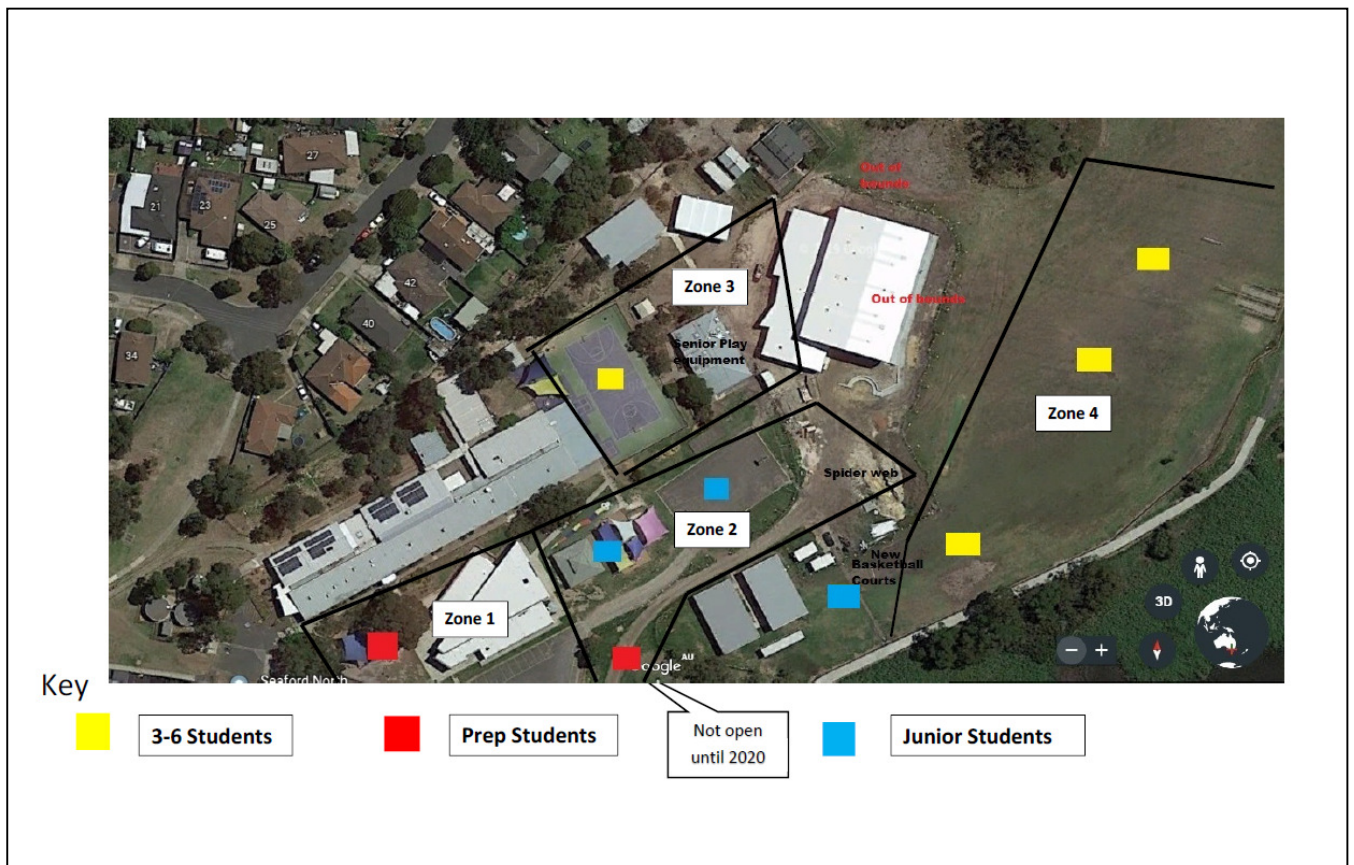 27
21
23
25
42
40
34
Out of
bounds
Zone 3
Out of bounds
Senior Play
equipment
Zone 4
Spider web
Zone 2
New
Basketball
Courts
Zone 1
3D
Google
AU
Seaford North
Key
3-6 Students
Prep Students
Not open
until 2020
Junior Students